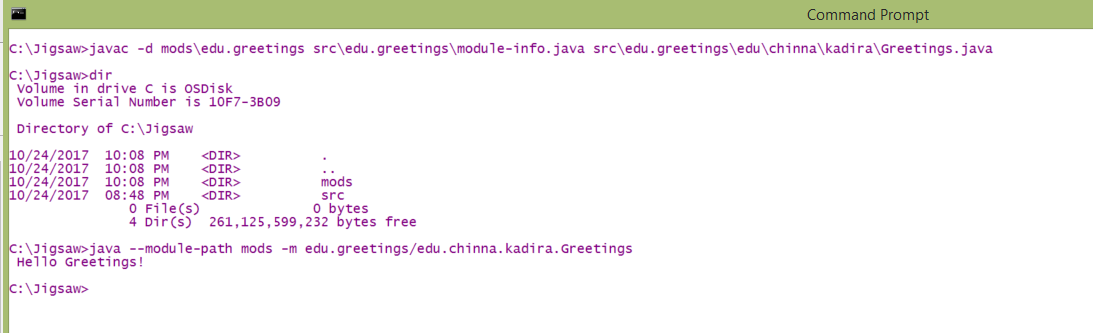 Command Prompt
C:\Jigsaw>javac -d mods\edu.greetings src\edu.greetings\module-info.java src\edu.greetings\edu\chinna\kadira\Greetings.java
C:\Jigsaw>dir
Volume in drive C is OSDisk
Volume Serial Number is 10F7-3B09
Directory of C:\Jigsaw
10/24/2017  10:08 PM    <DIR>          .
10/24/2017  10:08 PM    <DIR>          ..
10/24/2017  10:08 PM    <DIR>          mods
10/24/2017  08:48 PM    <DIR>          src
0 File(s)              0 bytes
4 Dir(s)  261,125,599,232 bytes free
C:\Jigsaw>java --module-path mods -m edu.greetings/edu.chinna.kadira.Greetings
Hello Greetings!
C:\Jigsaw>